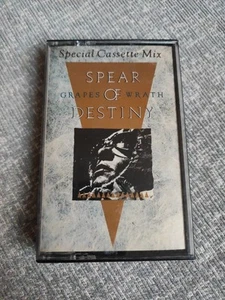 Special Cassette Mix
SPEAR
GRAPES OF WRATH
DESTINY